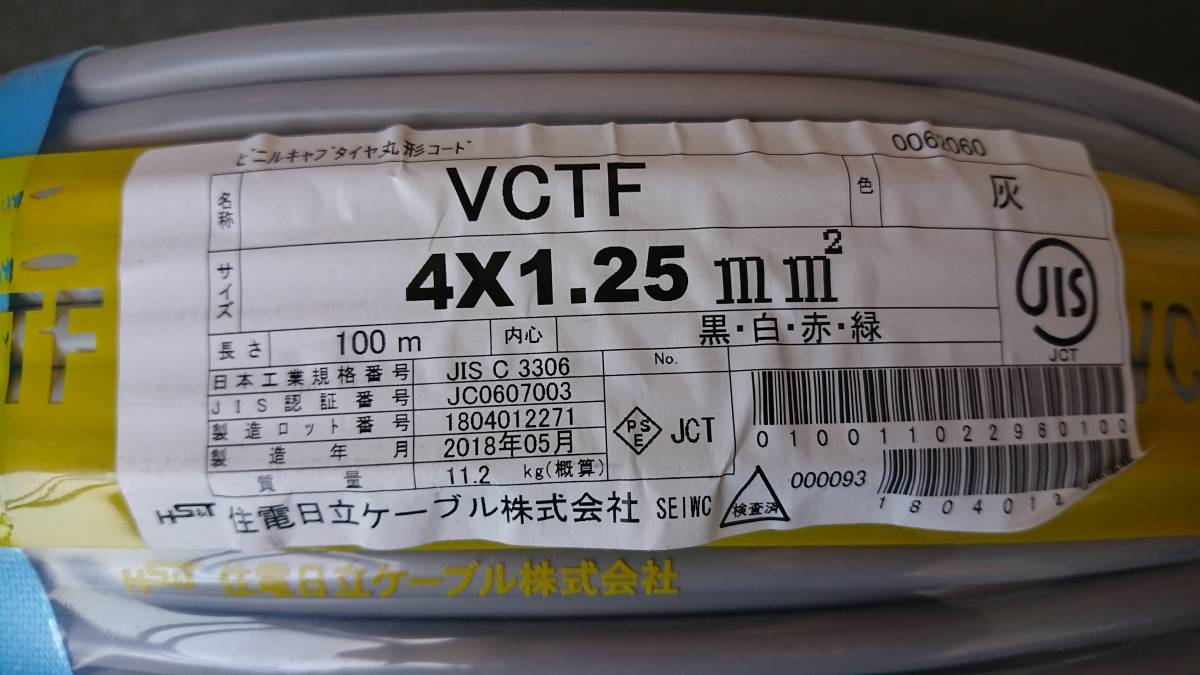 ビニルキャブタイヤ丸形コード 0062060
名称 VCTF 色 灰
サイズ 4X1.25 mm²
JIS
JCT
長さ 100 m 内心 黒・白・赤・緑
日本工業規格番号 JIS C 3306 No.
JIS認証番号 JC0607003
製造ロット番号 1804012271
製造年月 2018年05月
質量 11.2 kg(概算)
PSE JCT
010011022960100
HS&T 住電日立ケーブル株式会社 SEIWC 検査済 000093
1804012
HS&T 住電日立ケーブル株式会社
TF
VC